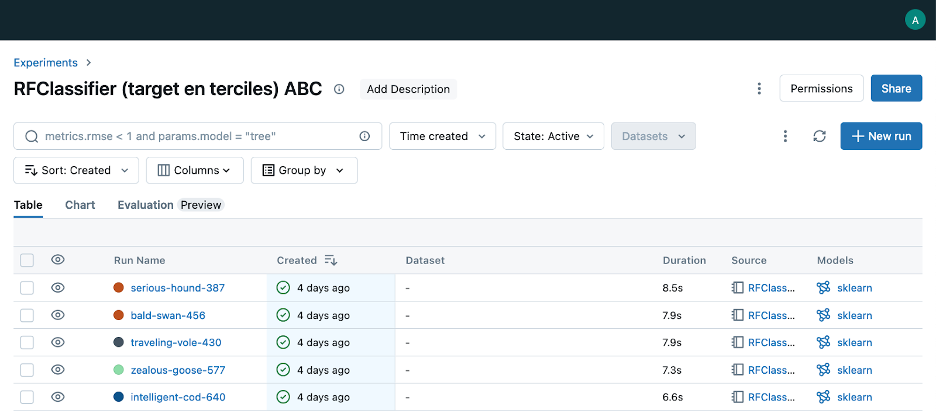 A
Experiments
RFClassifier (target en terciles) ABC Add Description Permissions Share
metrics.rmse < 1 and params.model = "tree" Time created State: Active Datasets + New run
Sort: Created Columns Group by
Table Chart Evaluation Preview
Run Name Created Dataset Duration Source Models
serious-hound-387 4 days ago - 8.5s RFClass... sklearn
bald-swan-456 4 days ago - 7.9s RFClass... sklearn
traveling-vole-430 4 days ago - 7.9s RFClass... sklearn
zealous-goose-577 4 days ago - 7.3s RFClass... sklearn
intelligent-cod-640 4 days ago - 6.6s RFClass... sklearn